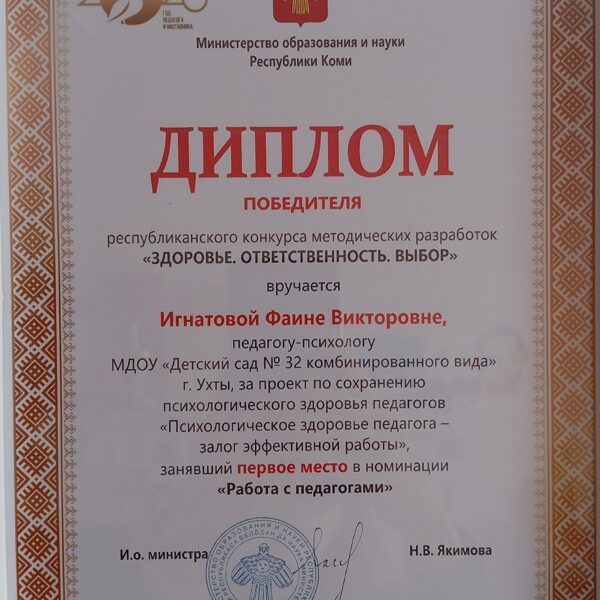 ГОД
ПЕДАГОГА
И НАСТАВНИКА
Министерство образования и науки
Республики Коми
ДИПЛОМ
ПОБЕДИТЕЛЯ
республиканского конкурса методических разработок
«ЗДОРОВЬЕ. ОТВЕТСТВЕННОСТЬ. ВЫБОР»
вручается
Игнатовой Фаине Викторовне,
педагогу-психологу
МДОУ «Детский сад № 32 комбинированного вида»
г. Ухты, за проект по сохранению
психологического здоровья педагогов
«Психологическое здоровье педагога –
залог эффективной работы»,
занявший первое место в номинации
«Работа с педагогами»
И.о. министра
Н.В. Якимова